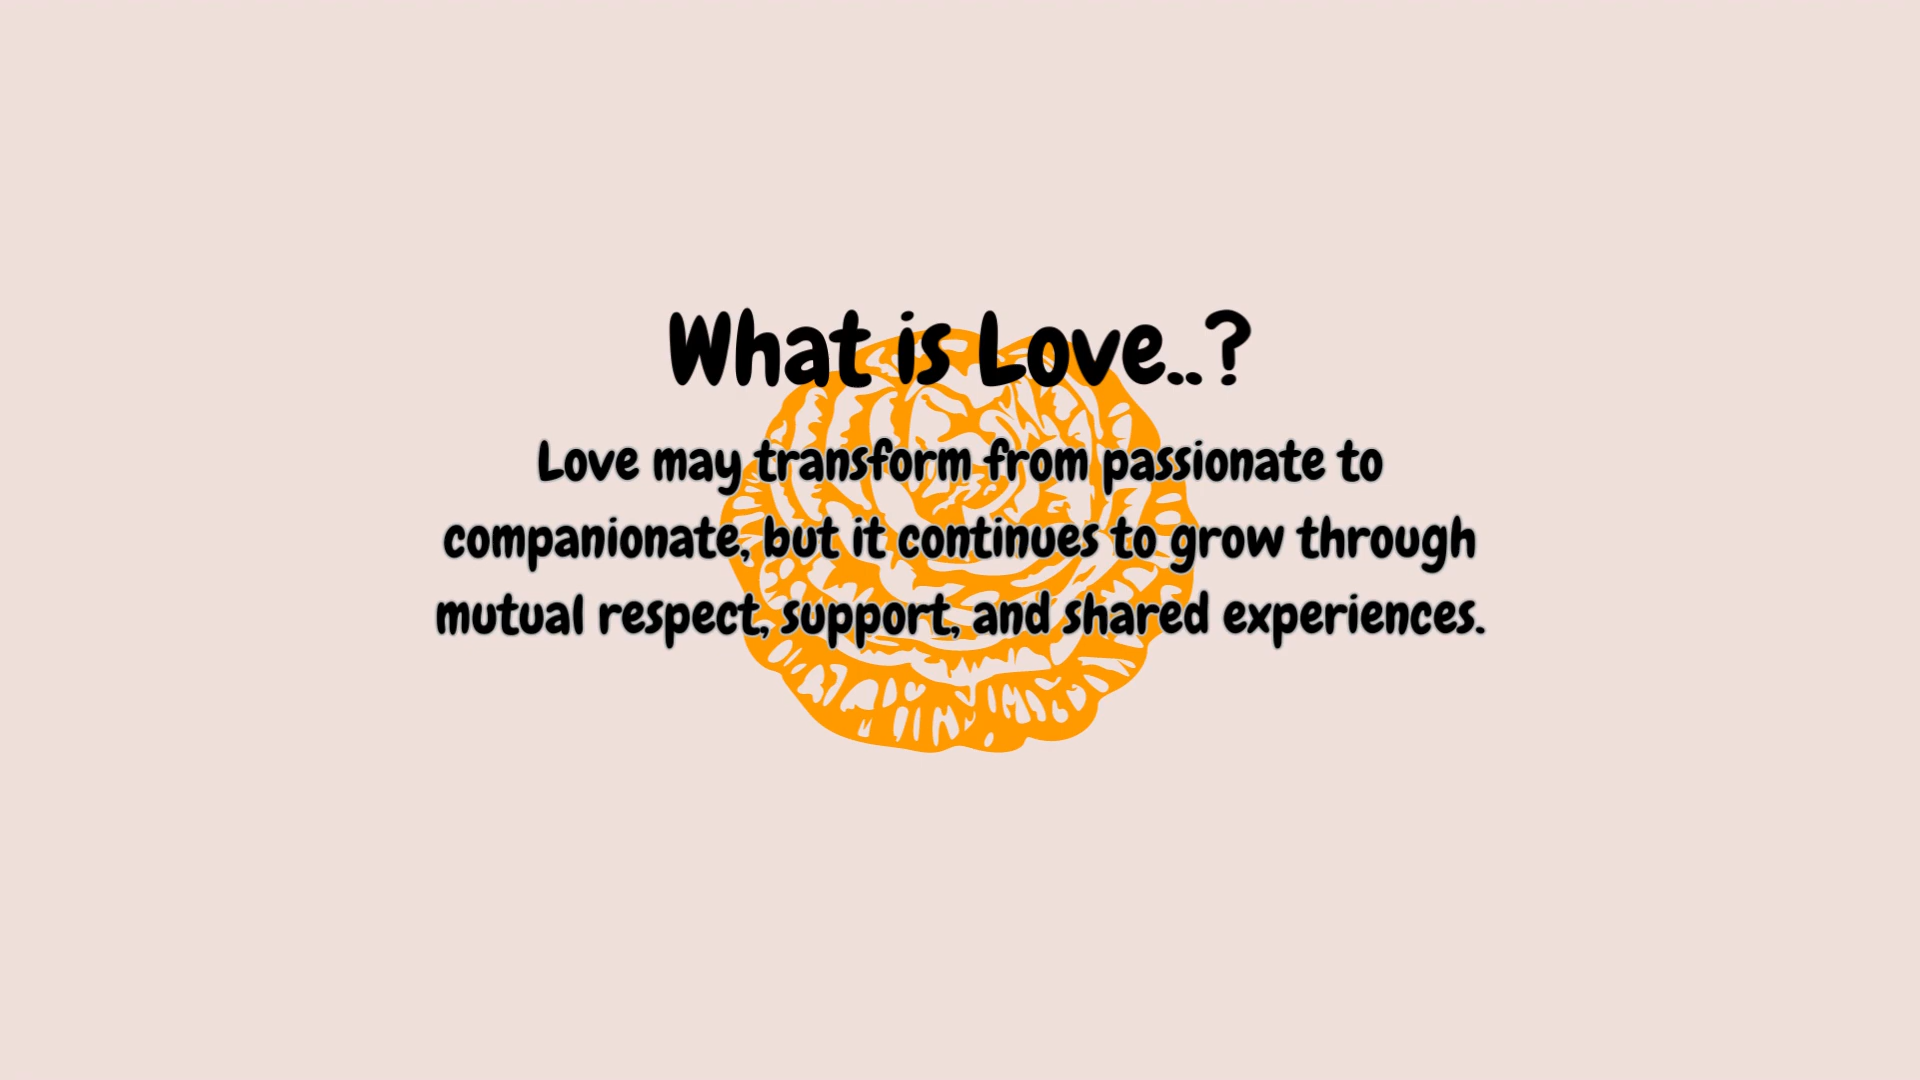 What is Love..?
Love may transform from passionate to
companionate, but it continues to grow through
mutual respect, support, and shared experiences.